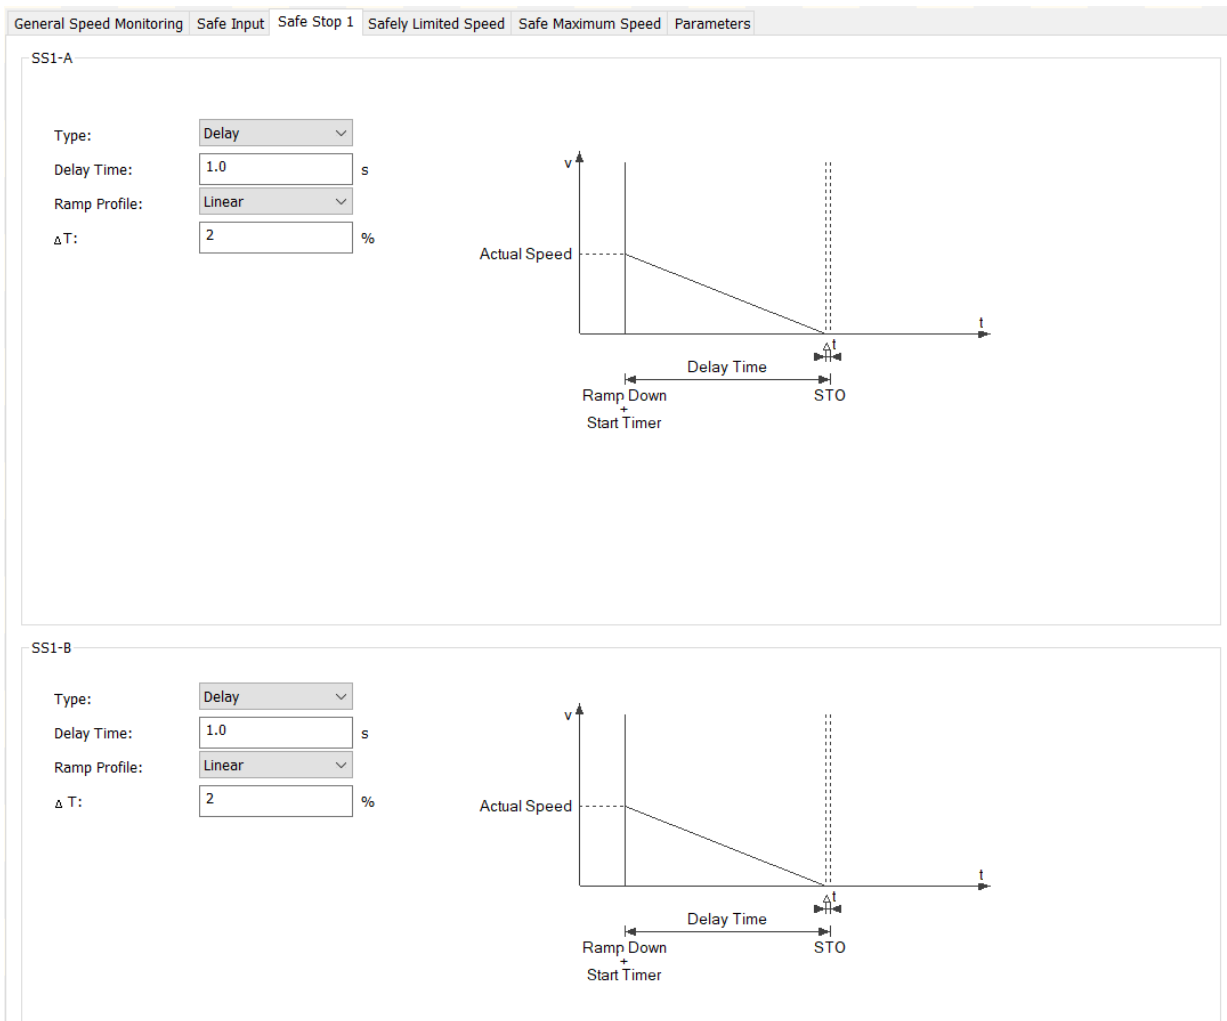 General Speed Monitoring Safe Input Safe Stop 1 Safely Limited Speed Safe Maximum Speed Parameters
SS1-A
Type: Delay
Delay Time: 1.0 s
Ramp Profile: Linear
ΔT: 2 %
v
Actual Speed
t
Δt
Delay Time
Ramp Down STO
+
Start Timer
SS1-B
Type: Delay
Delay Time: 1.0 s
Ramp Profile: Linear
Δ T: 2 %
v
Actual Speed
t
Δt
Delay Time
Ramp Down STO
+
Start Timer